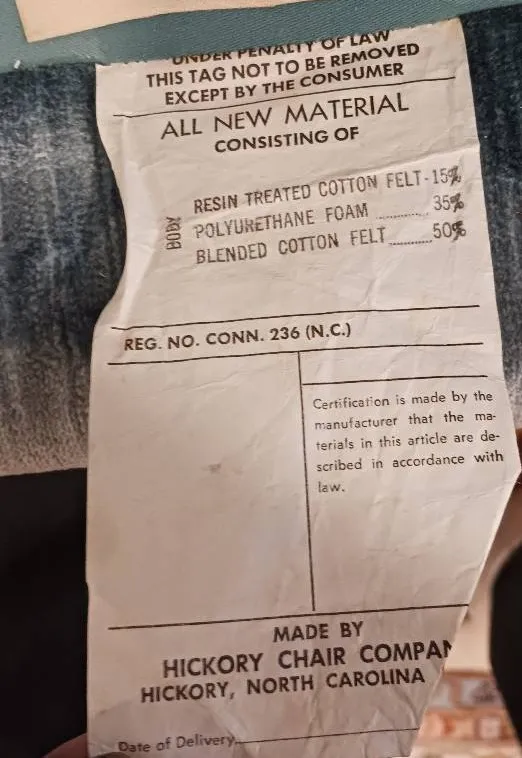 UNDER PENALTY OF LAW
THIS TAG NOT TO BE REMOVED
EXCEPT BY THE CONSUMER
ALL NEW MATERIAL
CONSISTING OF
BODY
RESIN TREATED COTTON FELT-15%
POLYURETHANE FOAM ............ 35%
BLENDED COTTON FELT...........50%
REG. NO. CONN. 236 (N.C.)
Certification is made by the
manufacturer that the ma-
terials in this article are de-
scribed in accordance with
law.
MADE BY
HICKORY CHAIR COMPAN
HICKORY, NORTH CAROLINA
Date of Delivery